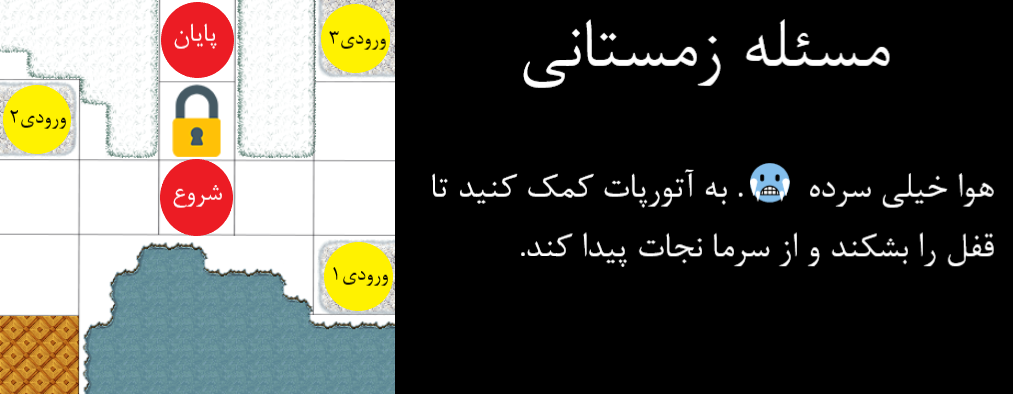 مسئله زمستانی
هوا خیلی سرده 🥶. به آتورپات کمک کنید تا
قفل را بشکند و از سرما نجات پیدا کند.
پایان
ورودی۳
ورودی۲
شروع
ورودی۱